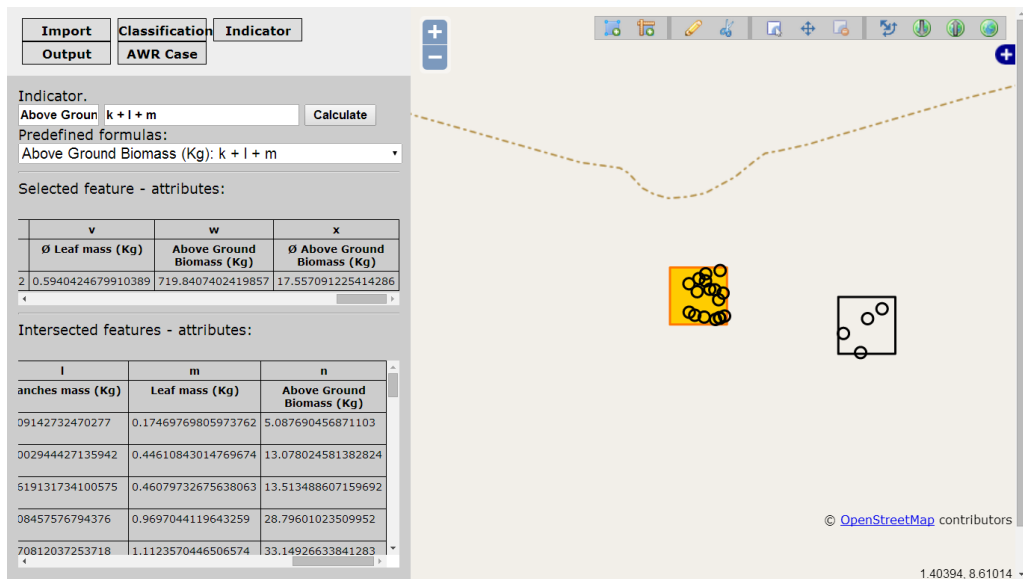 Import Classification Indicator
Output AWR Case
Indicator.
Above Groun k + l + m Calculate
Predefined formulas:
Above Ground Biomass (Kg): k + l + m
Selected feature - attributes:
v w x
Ø Leaf mass (Kg) Above Ground Biomass (Kg) Ø Above Ground Biomass (Kg)
2 0.5940424679910389 719.8407402419857 17.557091225414286
Intersected features - attributes:
l m n
anches mass (Kg) Leaf mass (Kg) Above Ground Biomass (Kg)
09142732470277 0.17469769805973762 5.087690456871103
002944427135942 0.44610843014769674 13.078024581382824
619131734100575 0.46079732675638063 13.513488607159692
08457576794376 0.9697044119643259 28.79601023509952
70812037253718 1.1123570446506574 33.14926633841283
© OpenStreetMap contributors
1.40394, 8.61014